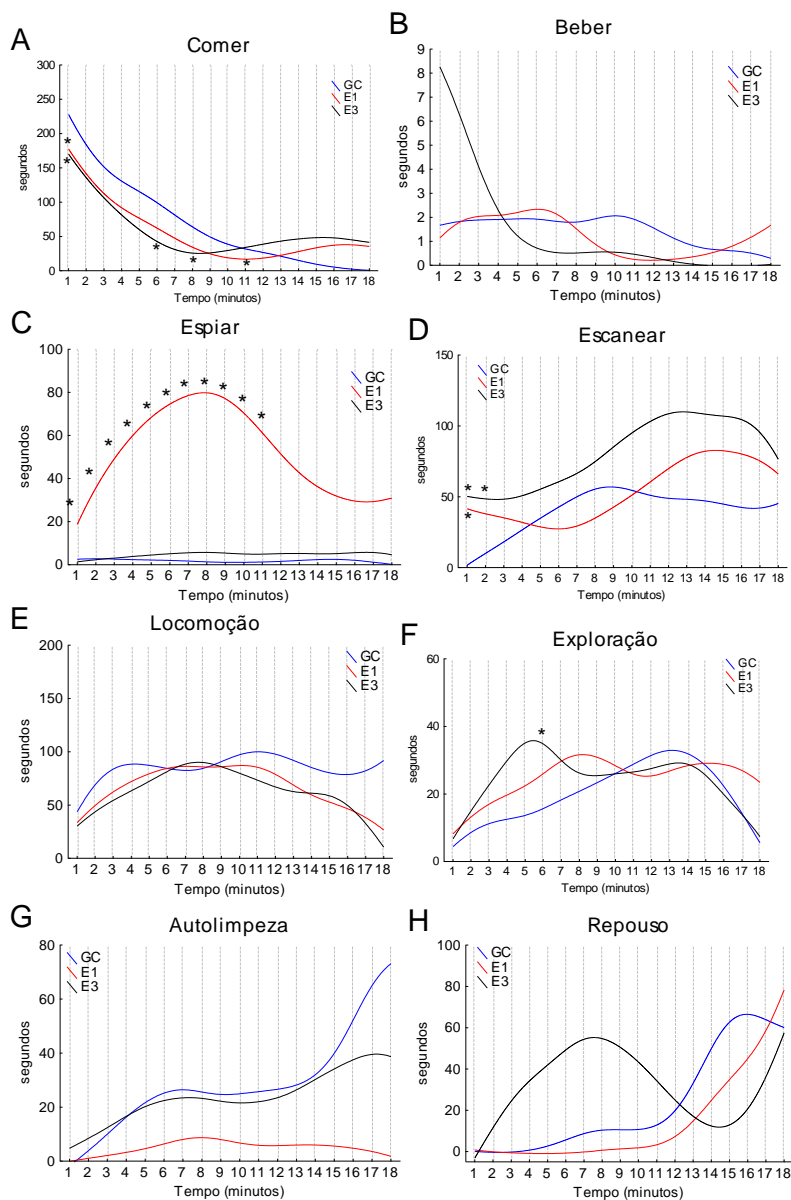 A
Comer
300
250
200
150
100
50
0
segundos
GC
E1
E3
*
*
*
*
*
1 2 3 4 5 6 7 8 9 10 11 12 13 14 15 16 17 18
Tempo (minutos)
B
Beber
9
8
7
6
5
4
3
2
1
0
segundos
GC
E1
E3
1 2 3 4 5 6 7 8 9 10 11 12 13 14 15 16 17 18
Tempo (minutos)
C
Espiar
100
80
60
40
20
0
segundos
GC
E1
E3
* * * * * * * * * * *
1 2 3 4 5 6 7 8 9 10 11 12 13 14 15 16 17 18
Tempo (minutos)
D
Escanear
150
100
50
0
segundos
GC
E1
E3
* *
*
1 2 3 4 5 6 7 8 9 10 11 12 13 14 15 16 17 18
Tempo (minutos)
E
Locomoção
200
150
100
50
0
segundos
GC
E1
E3
1 2 3 4 5 6 7 8 9 10 11 12 13 14 15 16 17 18
Tempo (minutos)
F
Exploração
60
40
20
0
segundos
GC
E1
E3
*
1 2 3 4 5 6 7 8 9 10 11 12 13 14 15 16 17 18
Tempo (minutos)
G
Autolimpeza
80
60
40
20
0
segundos
GC
E1
E3
1 2 3 4 5 6 7 8 9 10 11 12 13 14 15 16 17 18
Tempo (minutos)
H
Repouso
100
80
60
40
20
0
segundos
GC
E1
E3
1 2 3 4 5 6 7 8 9 10 11 12 13 14 15 16 17 18
Tempo (minutos)